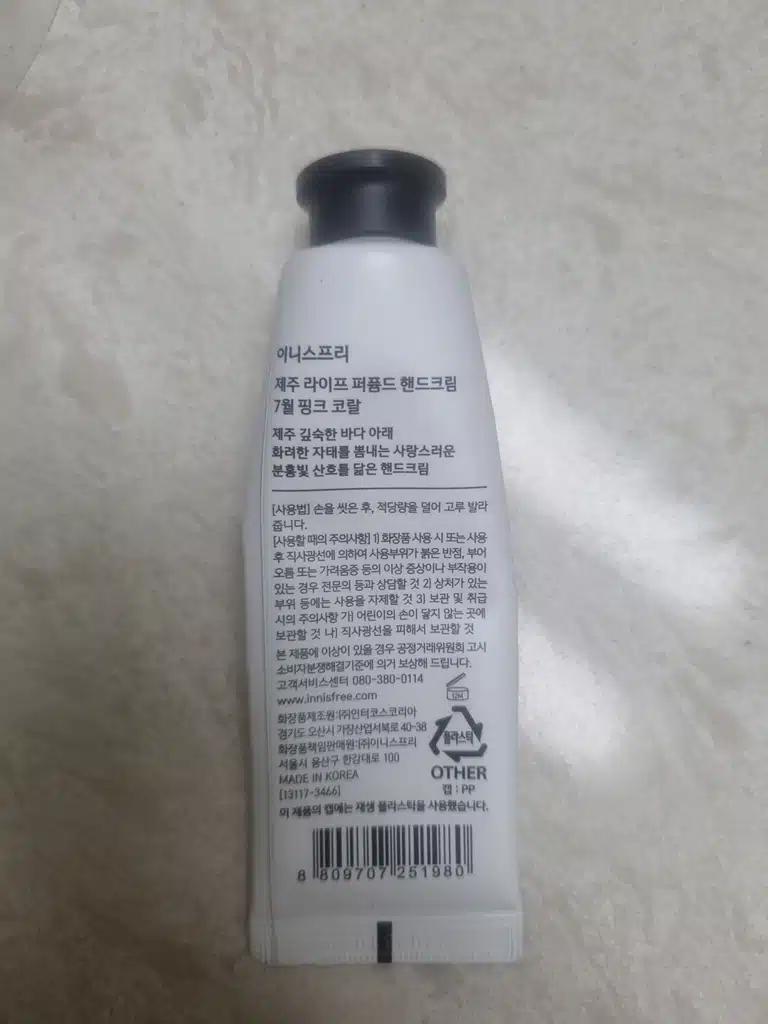 이니스프리
제주 라이프 퍼퓸드 핸드크림
7월 핑크 코랄
제주 깊숙한 바다 아래
화려한 자태를 뽐내는 사랑스러운
분홍빛 산호를 닮은 핸드크림
[사용법] 손을 씻은 후, 적당량을 덜어 고루 발라
줍니다.
[사용할 때의 주의사항] 1) 화장품 사용 시 또는 사용
후 직사광선에 의하여 사용부위가 붉은 반점, 부어
오름 또는 가려움증 등의 이상 증상이나 부작용이
있는 경우 전문의 등과 상담할 것 2) 상처가 있는
부위 등에는 사용을 자제할 것 3) 보관 및 취급
시의 주의사항 가) 어린이의 손이 닿지 않는 곳에
보관할 것 나) 직사광선을 피해서 보관할 것
본 제품에 이상이 있을 경우 공정거래위원회 고시
소비자분쟁해결기준에 의거 보상해 드립니다.
고객서비스센터 080-380-0114
www.innisfree.com
12M
화장품제조원:(주)인터코스코리아
경기도 오산시 가장산업서북로 40-38
화장품책임판매원:(주)이니스프리
서울시 용산구 한강대로 100
MADE IN KOREA
[13117-3466]
플라스틱
OTHER
캡 : PP
이 제품의 캡에는 재생 플라스틱을 사용했습니다.
8 809707 251980